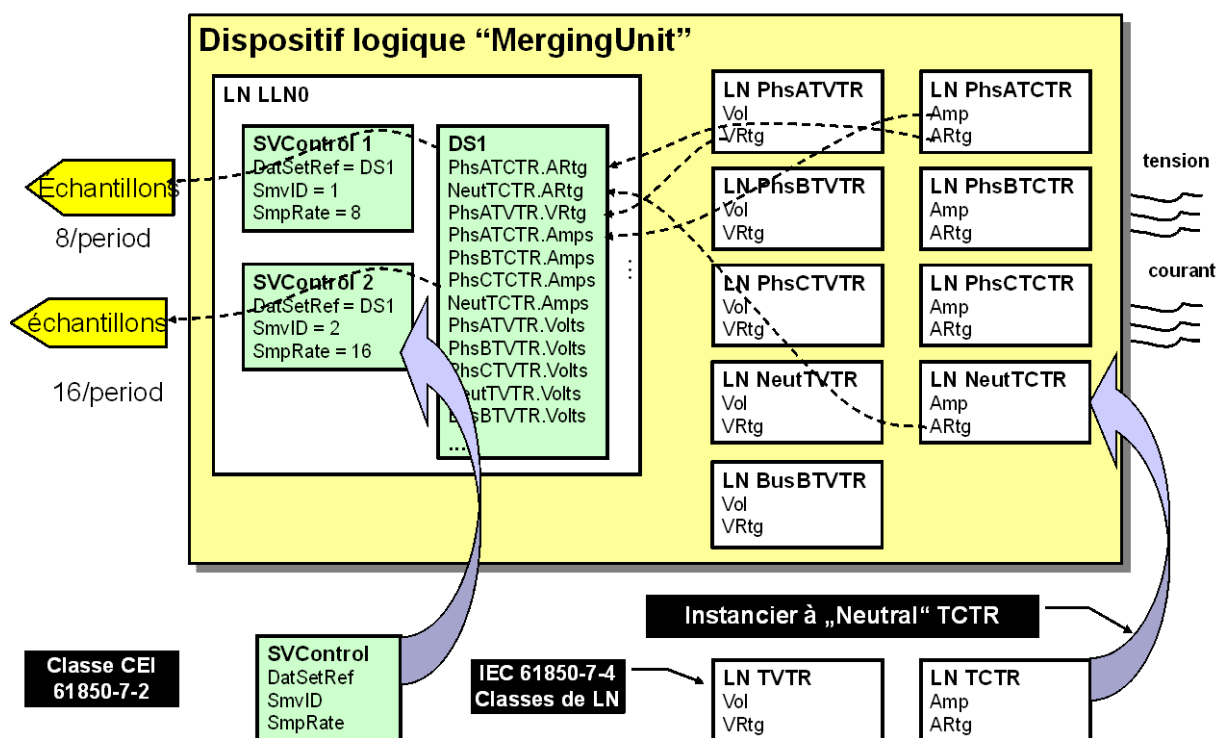 Dispositif logique “MergingUnit”
LN LLN0
SVControl 1
DatSetRef = DS1
SmvID = 1
SmpRate = 8
SVControl 2
DatSetRef = DS1
SmvID = 2
SmpRate = 16
DS1
PhsATCTR.ARtg
NeutTCTR.ARtg
PhsATVTR.VRtg
PhsATCTR.Amps
PhsBTCTR.Amps
PhsCTCTR.Amps
NeutTCTR.Amps
PhsATVTR.Volts
PhsBTVTR.Volts
PhsCTVTR.Volts
NeutTVTR.Volts
BusBTVTR.Volts
....
...
Échantillons
8/period
échantillons
16/period
LN PhsATVTR
Vol
VRtg
LN PhsBTVTR
Vol
VRtg
LN PhsCTVTR
Vol
VRtg
LN NeutTVTR
Vol
VRtg
LN BusBTVTR
Vol
VRtg
LN PhsATCTR
Amp
ARtg
LN PhsBTCTR
Amp
ARtg
LN PhsCTCTR
Amp
ARtg
LN NeutTCTR
Amp
ARtg
tension
courant
Instancier à „Neutral“ TCTR
Classe CEI
61850-7-2
SVControl
DatSetRef
SmvID
SmpRate
IEC 61850-7-4
Classes de LN
LN TVTR
Vol
VRtg
LN TCTR
Amp
ARtg